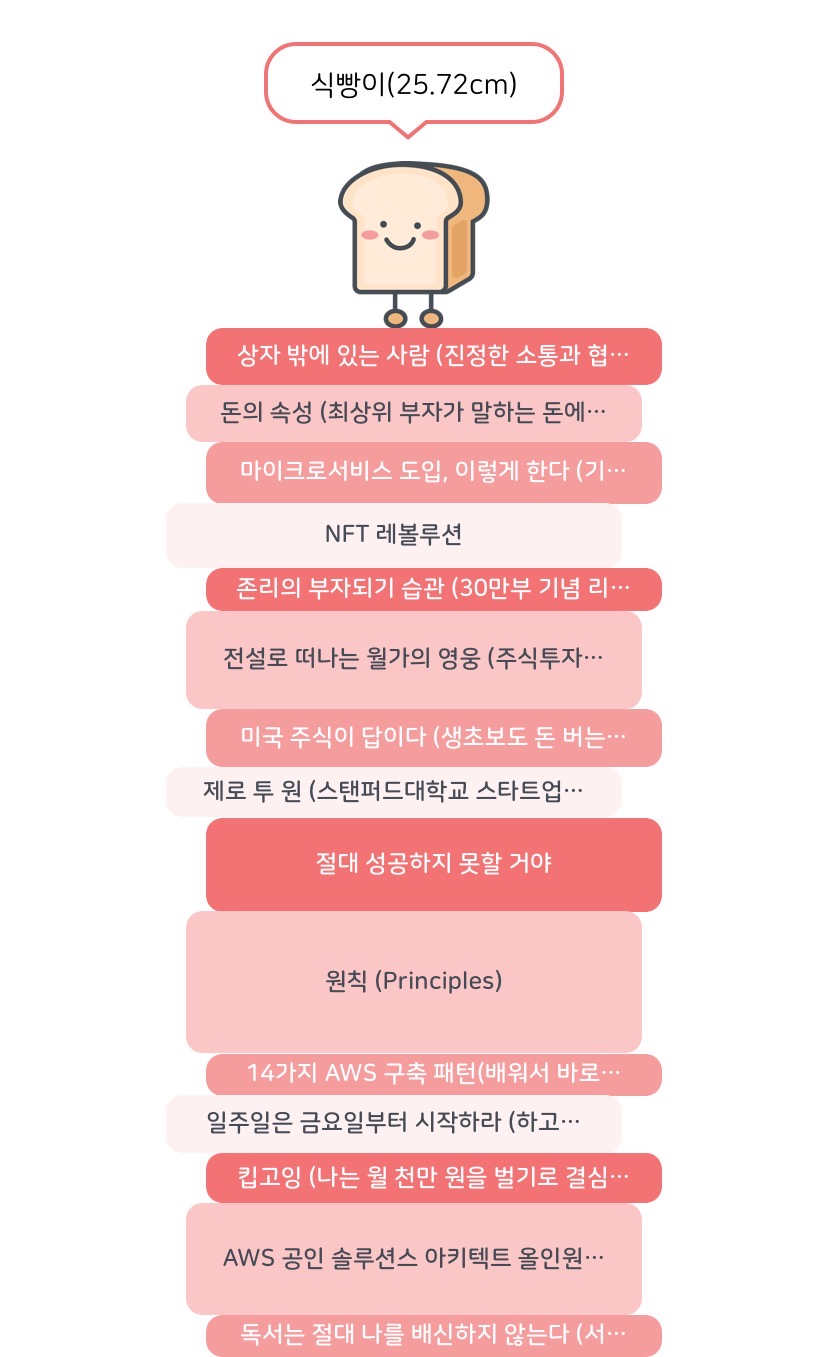 식빵이(25.72cm)
상자 밖에 있는 사람 (진정한 소통과 협…
돈의 속성 (최상위 부자가 말하는 돈에…
마이크로서비스 도입, 이렇게 한다 (기…
NFT 레볼루션
존리의 부자되기 습관 (30만부 기념 리…
전설로 떠나는 월가의 영웅 (주식투자…
미국 주식이 답이다 (생초보도 돈 버는…
제로 투 원 (스탠퍼드대학교 스타트업…
절대 성공하지 못할 거야
원칙 (Principles)
14가지 AWS 구축 패턴(배워서 바로…
일주일은 금요일부터 시작하라 (하고…
킵고잉 (나는 월 천만 원을 벌기로 결심…
AWS 공인 솔루션스 아키텍트 올인원…
독서는 절대 나를 배신하지 않는다 (서…